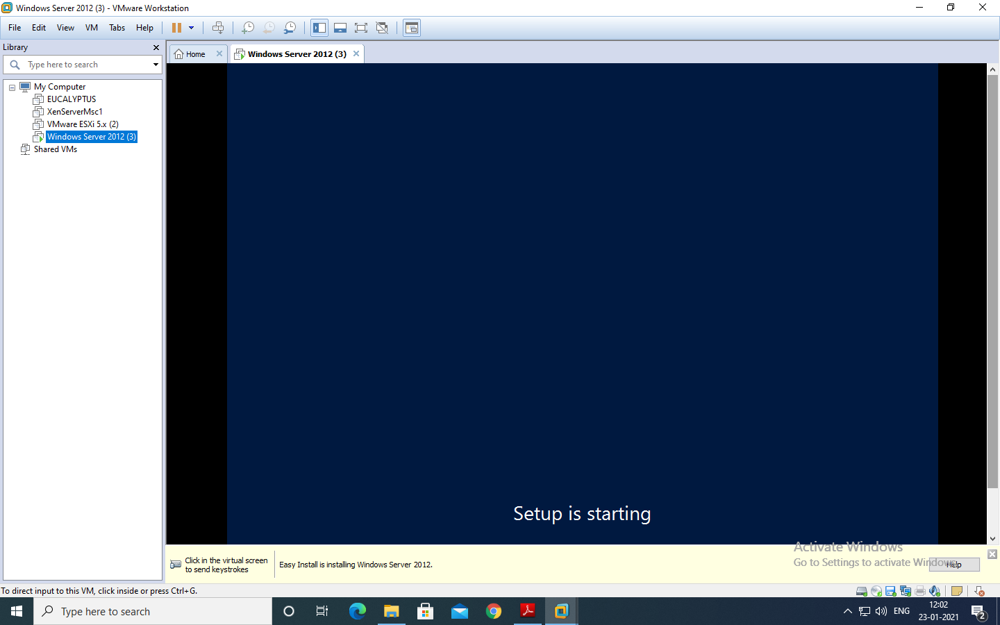 Windows Server 2012 (3) - VMware Workstation
File Edit View VM Tabs Help
Library
Type here to search
Home
Windows Server 2012 (3)
My Computer
EUCALYPTUS
XenServerMsc1
VMware ESXi 5.x (2)
Windows Server 2012 (3)
Shared VMs
Setup is starting
Click in the virtual screen
to send keystrokes
Easy Install is installing Windows Server 2012.
Activate Windows
Go to Settings to activate Windows.
Help
To direct input to this VM, click inside or press Ctrl+G.
Type here to search
ENG
12:02
23-01-2021
2